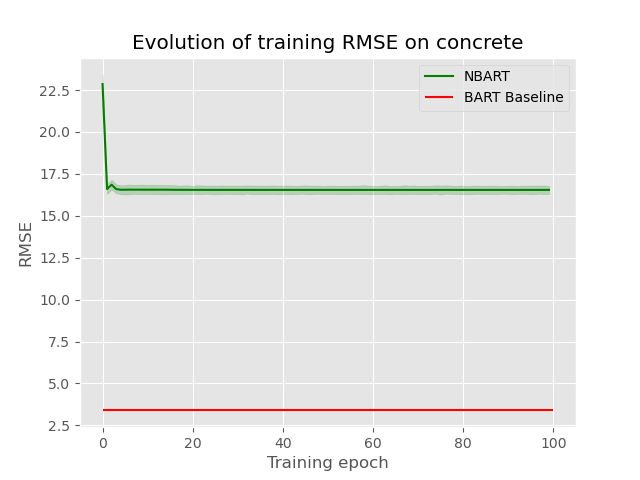 Evolution of training RMSE on concrete
NBART
BART Baseline
22.5
20.0
17.5
15.0
12.5
10.0
7.5
5.0
2.5
RMSE
0 20 40 60 80 100
Training epoch